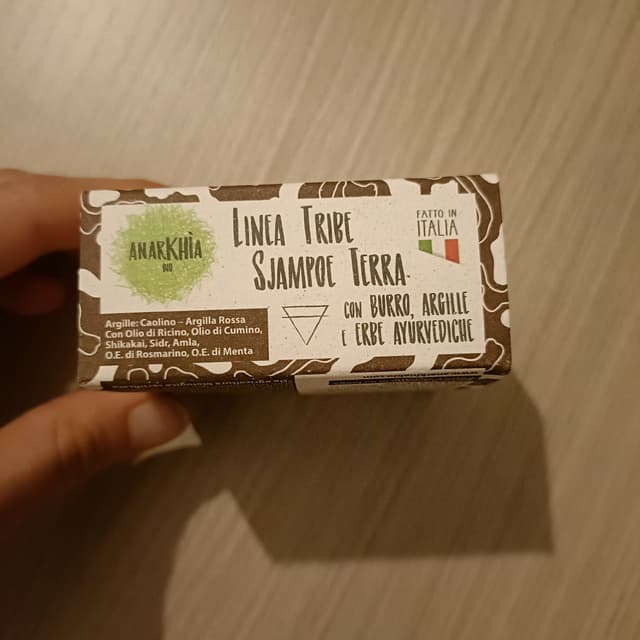 ANARKHÌA
BIO
LINEA TRIBE
SJAMPOE TERRA
CON BURRO, ARGILLE
E ERBE AYURVEDICHE
FATTO IN
ITALIA
Argille: Caolino – Argilla Rossa
Con Olio di Ricino, Olio di Cumino,
Shikakai, Sidr, Amla,
O.E. di Rosmarino, O.E. di Menta